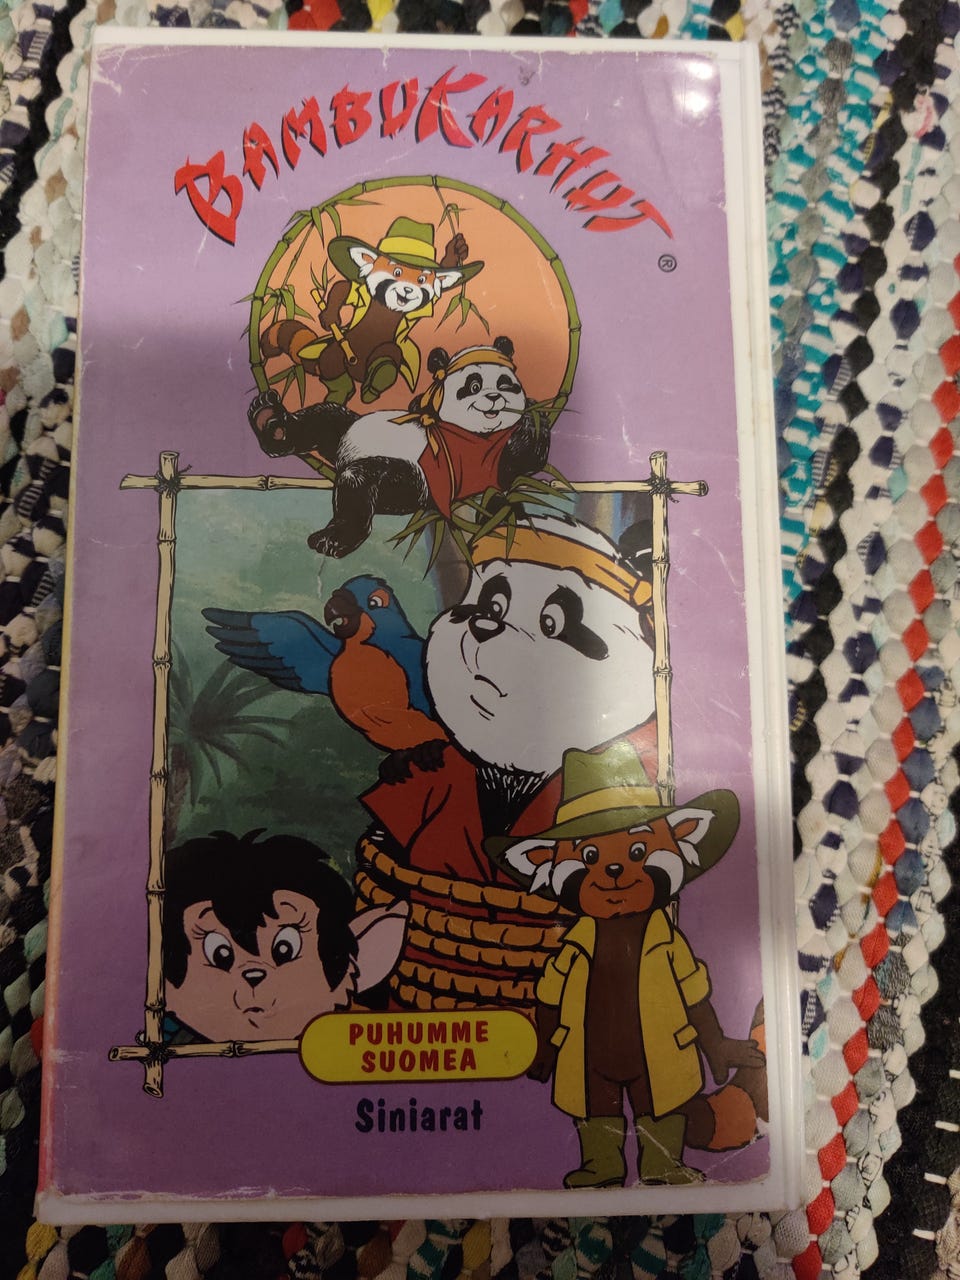 BAMBUKARHUT
®
PUHUMME
SUOMEA
Siniarat